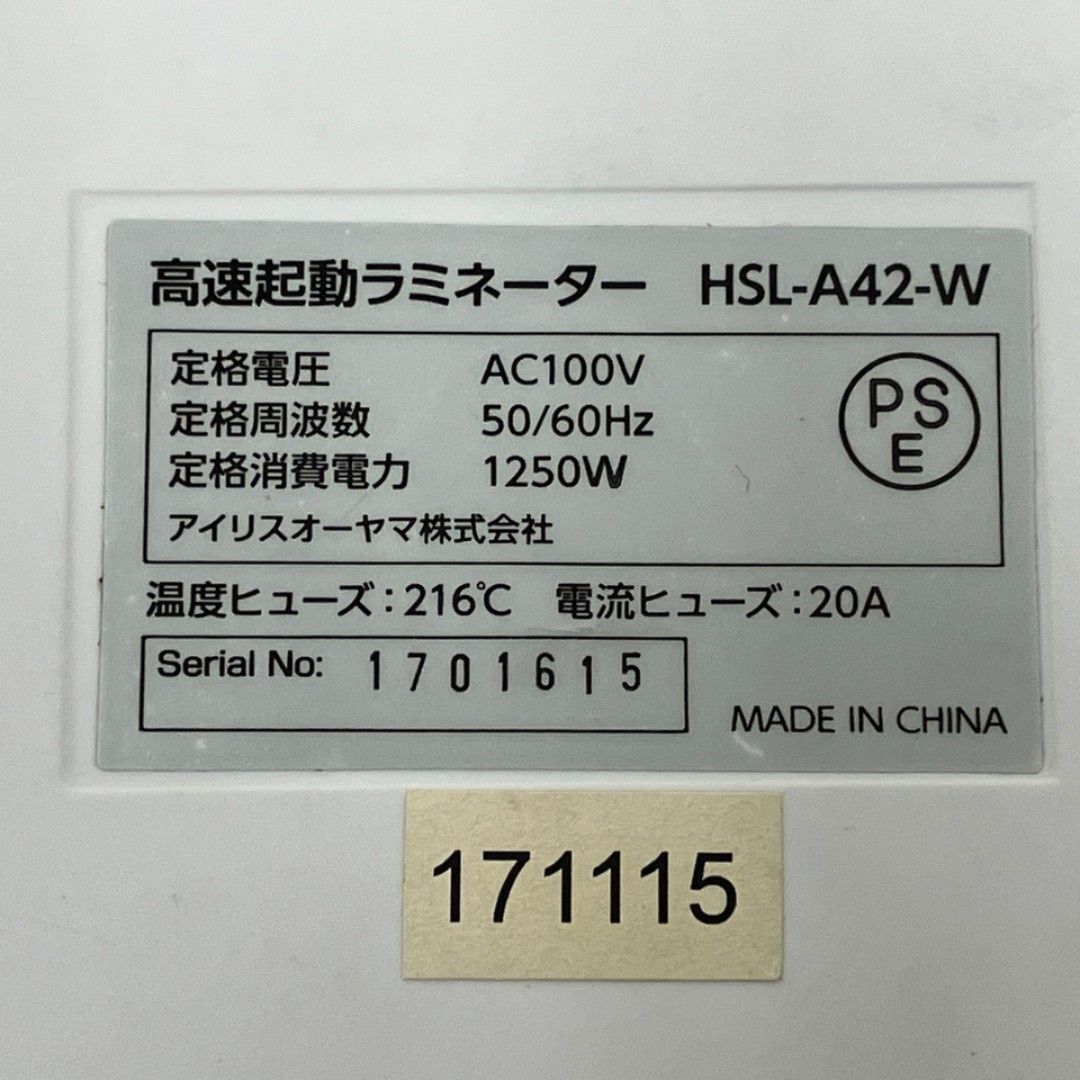 高速起動ラミネーター HSL-A42-W
定格電圧 AC100V
定格周波数 50/60Hz
定格消費電力 1250W
PS
E
アイリスオーヤマ株式会社
温度ヒューズ:216℃ 電流ヒューズ:20A
Serial No: 1701615
MADE IN CHINA
171115